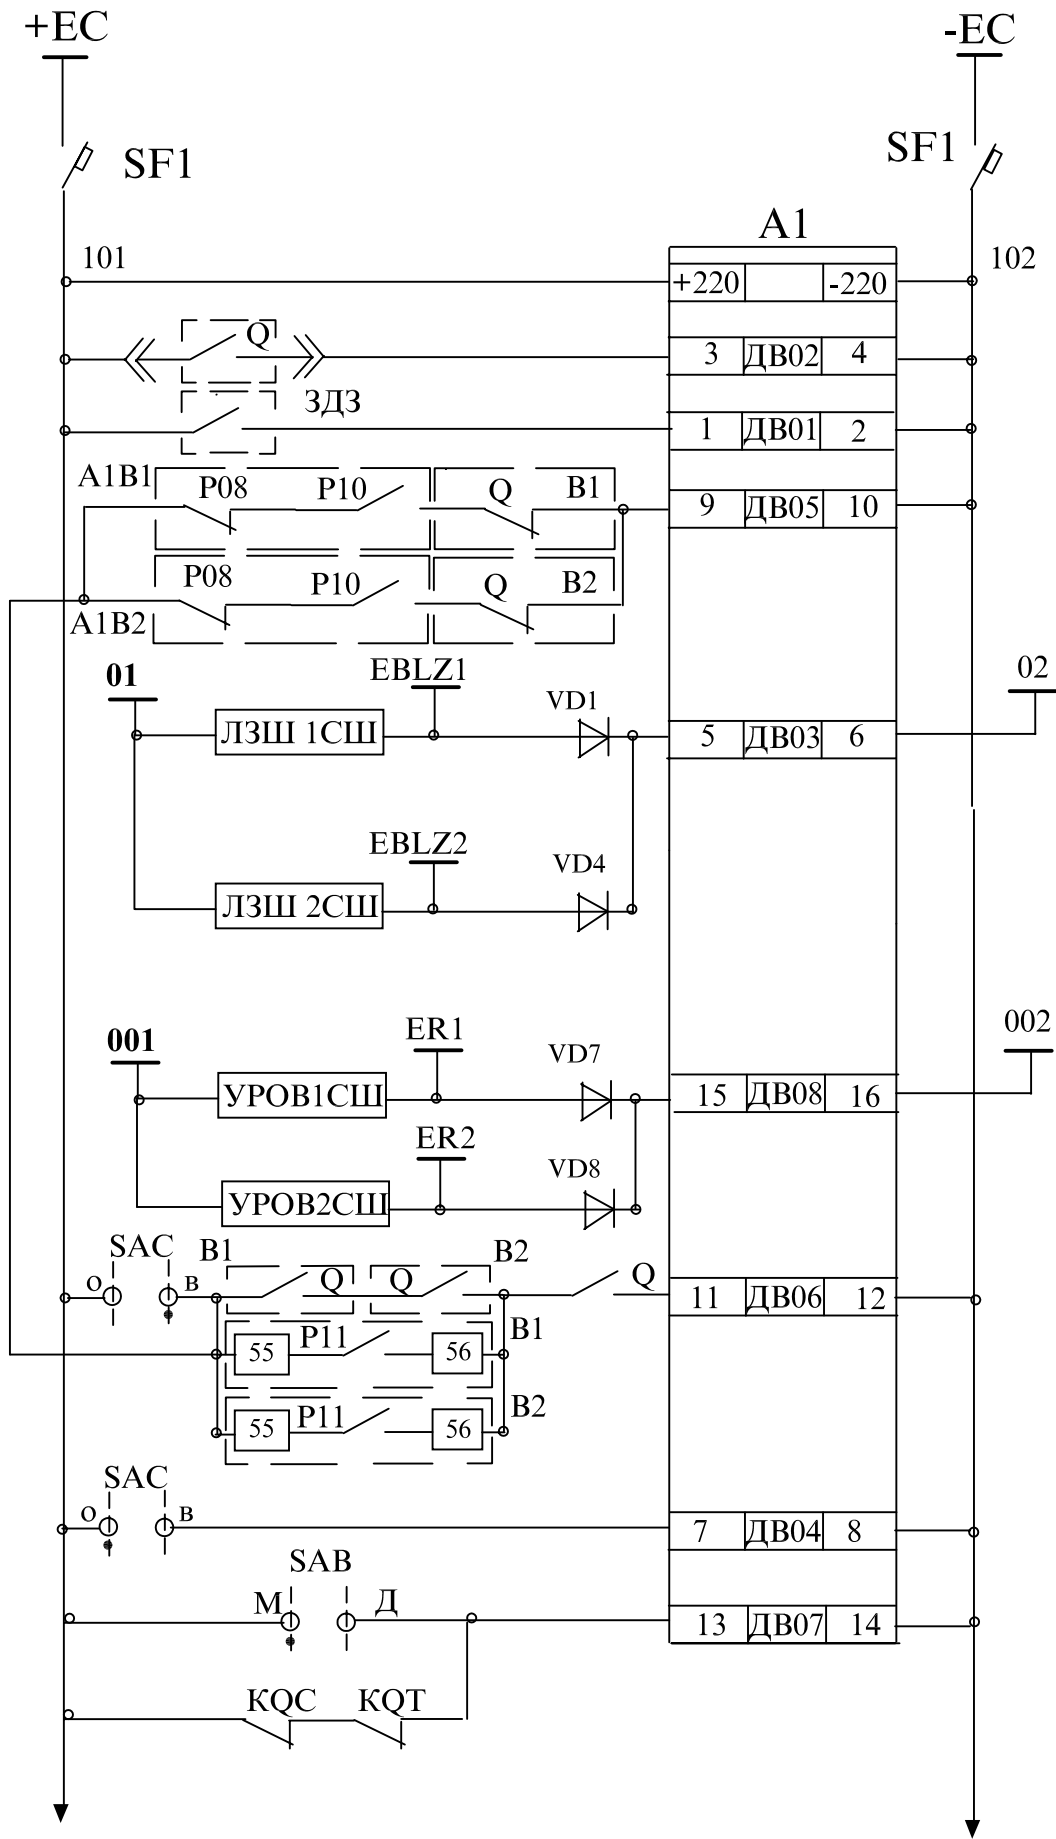 +EC
-EC
SF1
SF1
A1
101
102
+220
-220
Q
3 ДВ02 4
ЗДЗ
1 ДВ01 2
A1B1
P08
P10
Q
B1
9 ДВ05 10
P08
P10
Q
B2
A1B2
01
EBLZ1
VD1
02
ЛЗШ 1СШ
5 ДВ03 6
EBLZ2
VD4
ЛЗШ 2СШ
001
ER1
VD7
002
УРОВ1СШ
15 ДВ08 16
ER2
VD8
УРОВ2СШ
SAC
B1
B2
о
в
Q
Q
Q
11 ДВ06 12
55
P11
56
B1
55
P11
56
B2
SAC
о
в
7 ДВ04 8
SAB
М
Д
13 ДВ07 14
KQC
KQT